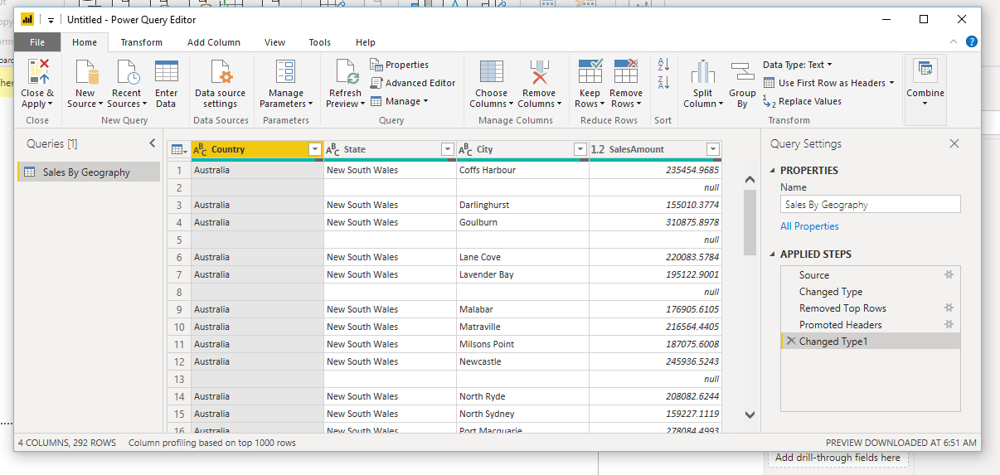 Untitled - Power Query Editor
File Home Transform Add Column View Tools Help
Close & Apply
New Source
Recent Sources
Enter Data
Data source settings
Manage Parameters
Refresh Preview
Properties
Advanced Editor
Manage
Choose Columns
Remove Columns
Keep Rows
Remove Rows
Split Column
Group By
Data Type: Text
Use First Row as Headers
Replace Values
Combine
Close New Query Data Sources Parameters Query Manage Columns Reduce Rows Sort Transform
Queries [1]
Sales By Geography
ABC Country ABC State ABC City 1.2 SalesAmount
1 Australia New South Wales Coffs Harbour 235454.9685
2 null
3 Australia New South Wales Darlinghurst 155010.3774
4 Australia New South Wales Goulburn 310875.8978
5 null
6 Australia New South Wales Lane Cove 220083.5784
7 Australia New South Wales Lavender Bay 195122.9001
8 null
9 Australia New South Wales Malabar 176905.6105
10 Australia New South Wales Matraville 216564.4405
11 Australia New South Wales Milsons Point 187075.6008
12 Australia New South Wales Newcastle 245936.5243
13 null
14 Australia New South Wales North Ryde 208082.6244
15 Australia New South Wales North Sydney 159227.1119
16 Australia New South Wales Port Macquarie 278084.4993
Query Settings
PROPERTIES
Name
Sales By Geography
All Properties
APPLIED STEPS
Source
Changed Type
Removed Top Rows
Promoted Headers
Changed Type1
4 COLUMNS, 292 ROWS Column profiling based on top 1000 rows
PREVIEW DOWNLOADED AT 6:51 AM
Add drill-through fields here